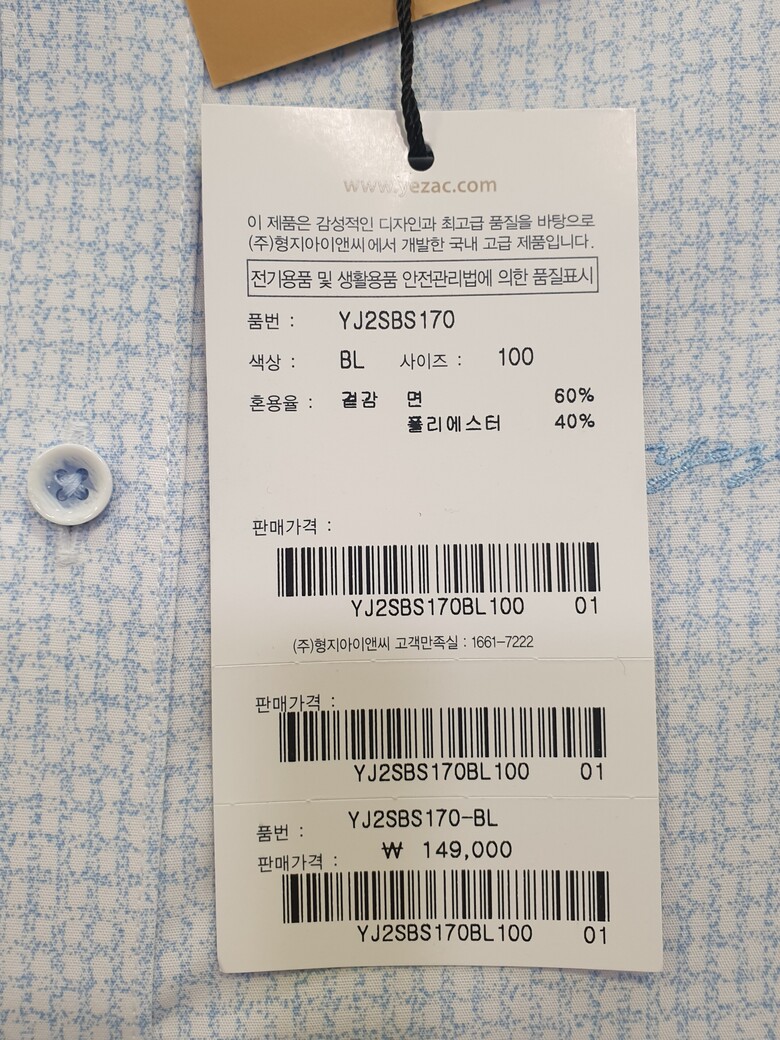 이 제품은 감성적인 디자인과 최고급 품질을 바탕으로
(주)형지아이앤씨에서 개발한 국내 고급 제품입니다.
전기용품 및 생활용품 안전관리법에 의한 품질표시
품번 : YJ2SBS170
색상 : BL 사이즈 : 100
혼용율 : 겉감 면 60%
폴리에스터 40%
판매가격 :
YJ2SBS170BL100 01
(주)형지아이앤씨 고객만족실 : 1661-7222
판매가격 :
YJ2SBS170BL100 01
품번 : YJ2SBS170-BL
판매가격 : ₩ 149,000
YJ2SBS170BL100 01